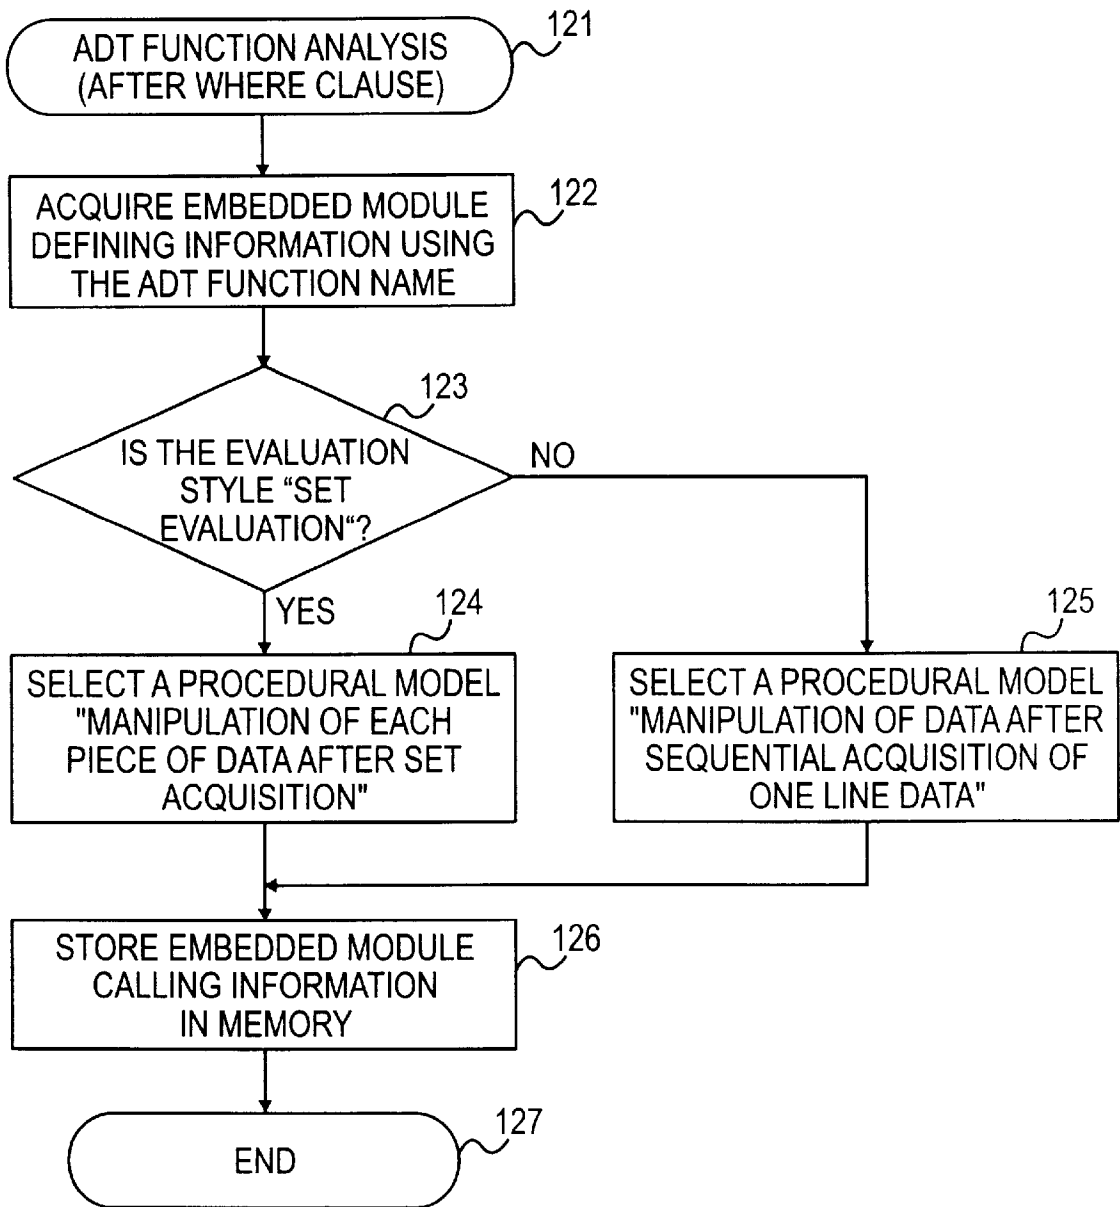 ADT FUNCTION ANALYSIS
(AFTER WHERE CLAUSE)
121
ACQUIRE EMBEDDED MODULE
DEFINING INFORMATION USING
THE ADT FUNCTION NAME
122
123
IS THE EVALUATION
STYLE “SET
EVALUATION“?
NO
YES
124
SELECT A PROCEDURAL MODEL
"MANIPULATION OF EACH
PIECE OF DATA AFTER SET
ACQUISITION"
125
SELECT A PROCEDURAL MODEL
"MANIPULATION OF DATA AFTER
SEQUENTIAL ACQUISITION OF
ONE LINE DATA"
STORE EMBEDDED MODULE
CALLING INFORMATION
IN MEMORY
126
END
127